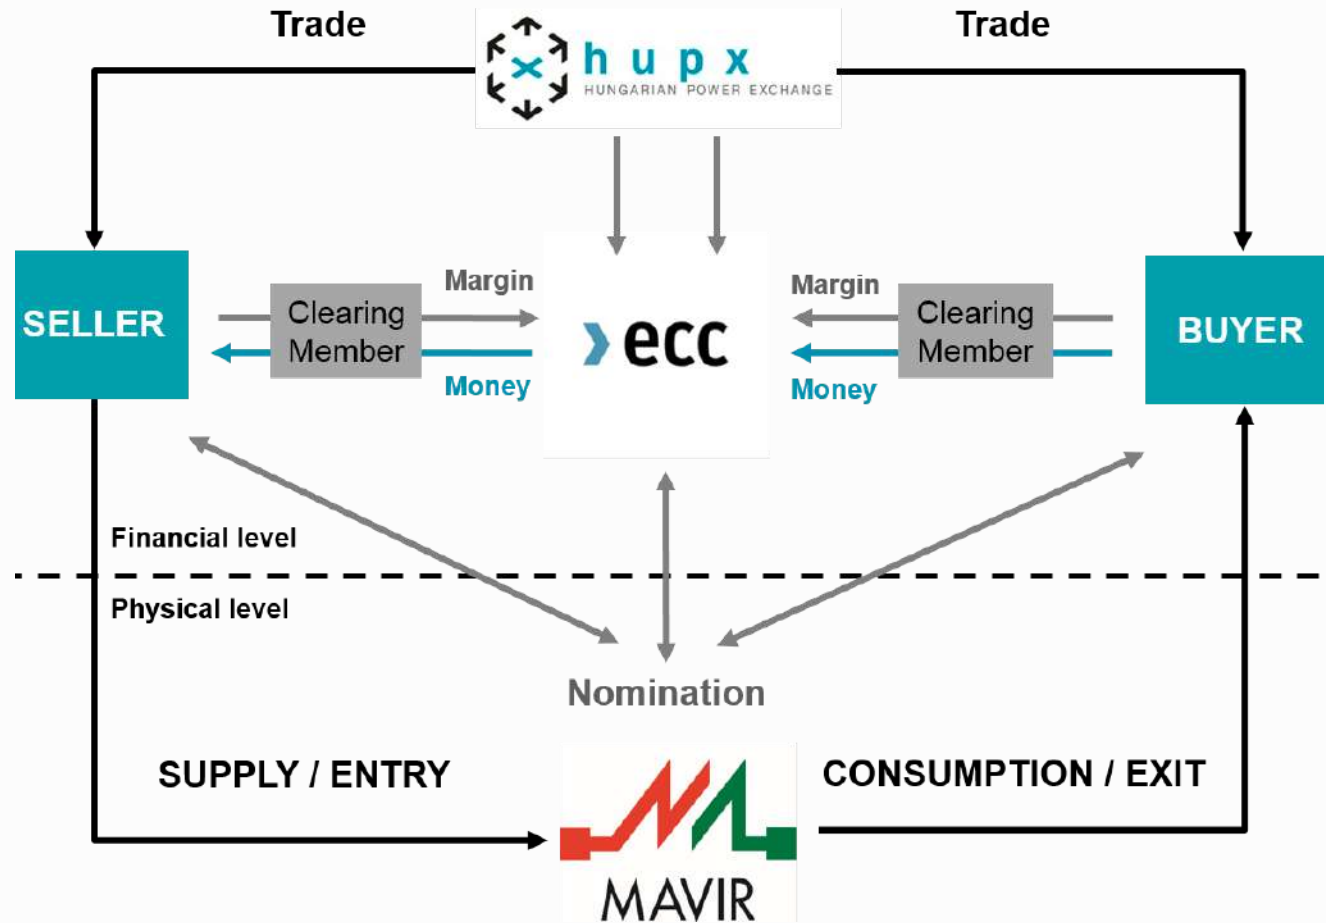 Trade
Trade
hupx
HUNGARIAN POWER EXCHANGE
SELLER
Clearing
Member
Margin
Money
ecc
Margin
Money
Clearing
Member
BUYER
Financial level
Physical level
Nomination
SUPPLY / ENTRY
CONSUMPTION / EXIT
MAVIR